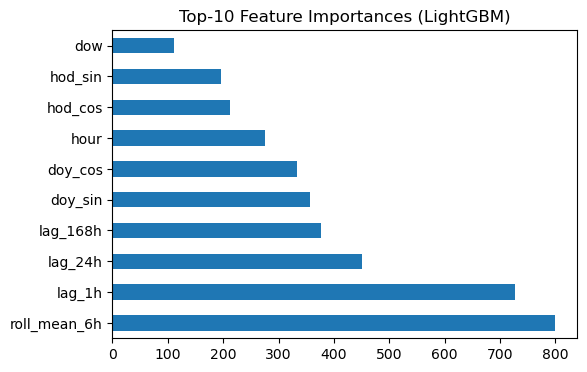 Top-10 Feature Importances (LightGBM)
dow
hod_sin
hod_cos
hour
doy_cos
doy_sin
lag_168h
lag_24h
lag_1h
roll_mean_6h
0 100 200 300 400 500 600 700 800